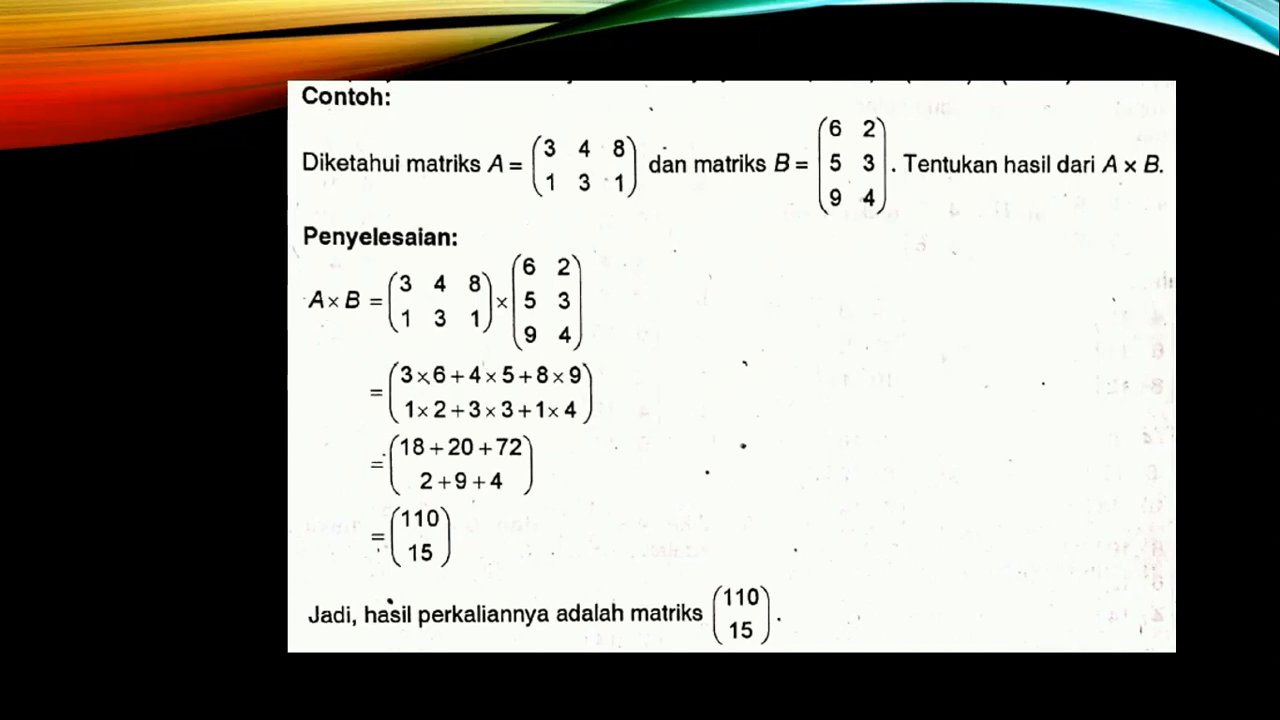 Contoh:
Diketahui matriks A = (3 4 8
1 3 1) dan matriks B = (6 2
5 3
9 4). Tentukan hasil dari A × B.
Penyelesaian:
A × B = (3 4 8
1 3 1) × (6 2
5 3
9 4)
= (3 × 6 + 4 × 5 + 8 × 9
1 × 2 + 3 × 3 + 1 × 4)
= (18 + 20 + 72
2 + 9 + 4)
= (110
15)
Jadi, hasil perkaliannya adalah matriks (110
15).